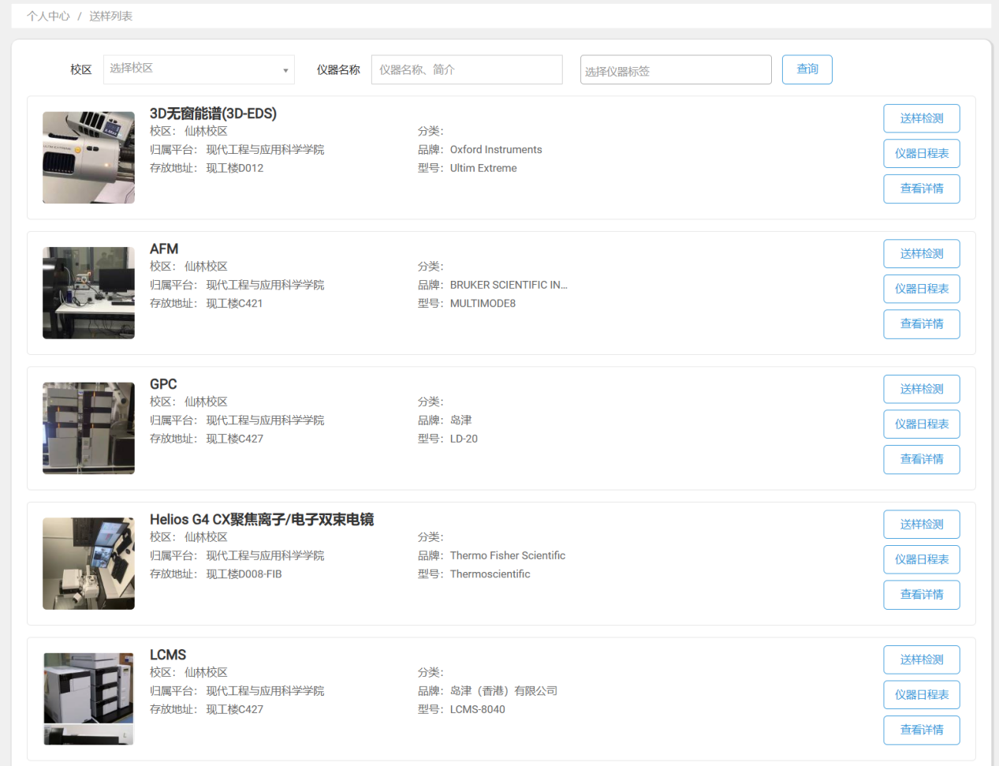 个人中心 / 送样列表
校区 选择校区 仪器名称 仪器名称、简介 选择仪器标签 查询
3D无窗能谱(3D-EDS)
校区： 仙林校区 分类：
归属平台： 现代工程与应用科学学院 品牌： Oxford Instruments
存放地址： 现工楼D012 型号： Ultim Extreme
送样检测
仪器日程表
查看详情
AFM
校区： 仙林校区 分类：
归属平台： 现代工程与应用科学学院 品牌： BRUKER SCIENTIFIC IN...
存放地址： 现工楼C421 型号： MULTIMODE8
送样检测
仪器日程表
查看详情
GPC
校区： 仙林校区 分类：
归属平台： 现代工程与应用科学学院 品牌： 岛津
存放地址： 现工楼C427 型号： LD-20
送样检测
仪器日程表
查看详情
Helios G4 CX聚焦离子/电子双束电镜
校区： 仙林校区 分类：
归属平台： 现代工程与应用科学学院 品牌： Thermo Fisher Scientific
存放地址： 现工楼D008-FIB 型号： Thermoscientific
送样检测
仪器日程表
查看详情
LCMS
校区： 仙林校区 分类：
归属平台： 现代工程与应用科学学院 品牌： 岛津（香港）有限公司
存放地址： 现工楼C427 型号： LCMS-8040
送样检测
仪器日程表
查看详情